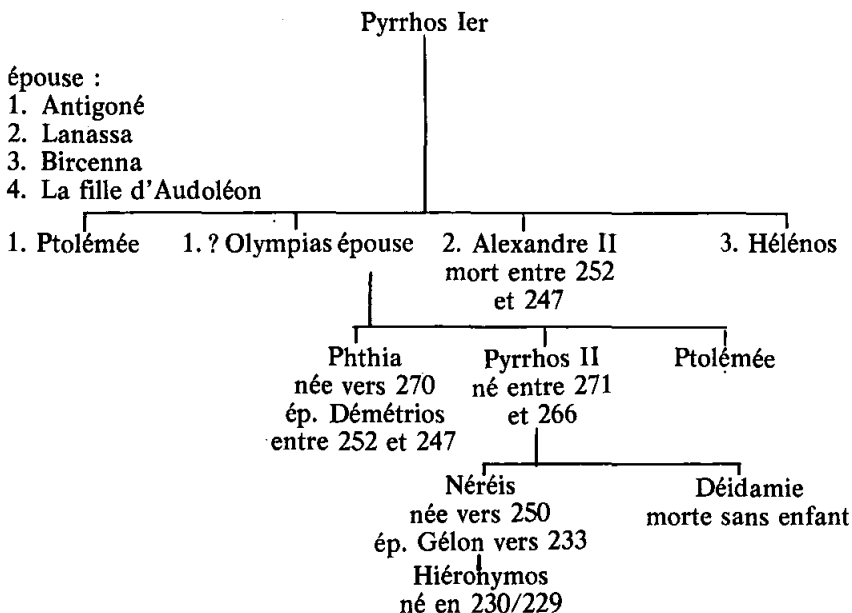 Pyrrhos Ier
épouse :
1. Antigoné
2. Lanassa
3. Bircenna
4. La fille d'Audoléon
1. Ptolémée
1. ? Olympias épouse
2. Alexandre II
mort entre 252
et 247
3. Hélénos
Phthia
née vers 270
ép. Démétrios
entre 252 et 247
Pyrrhos II
né entre 271
et 266
Ptolémée
Néréis
née vers 250
ép. Gélon vers 233
Déidamie
morte sans enfant
Hiéronymos
né en 230/229